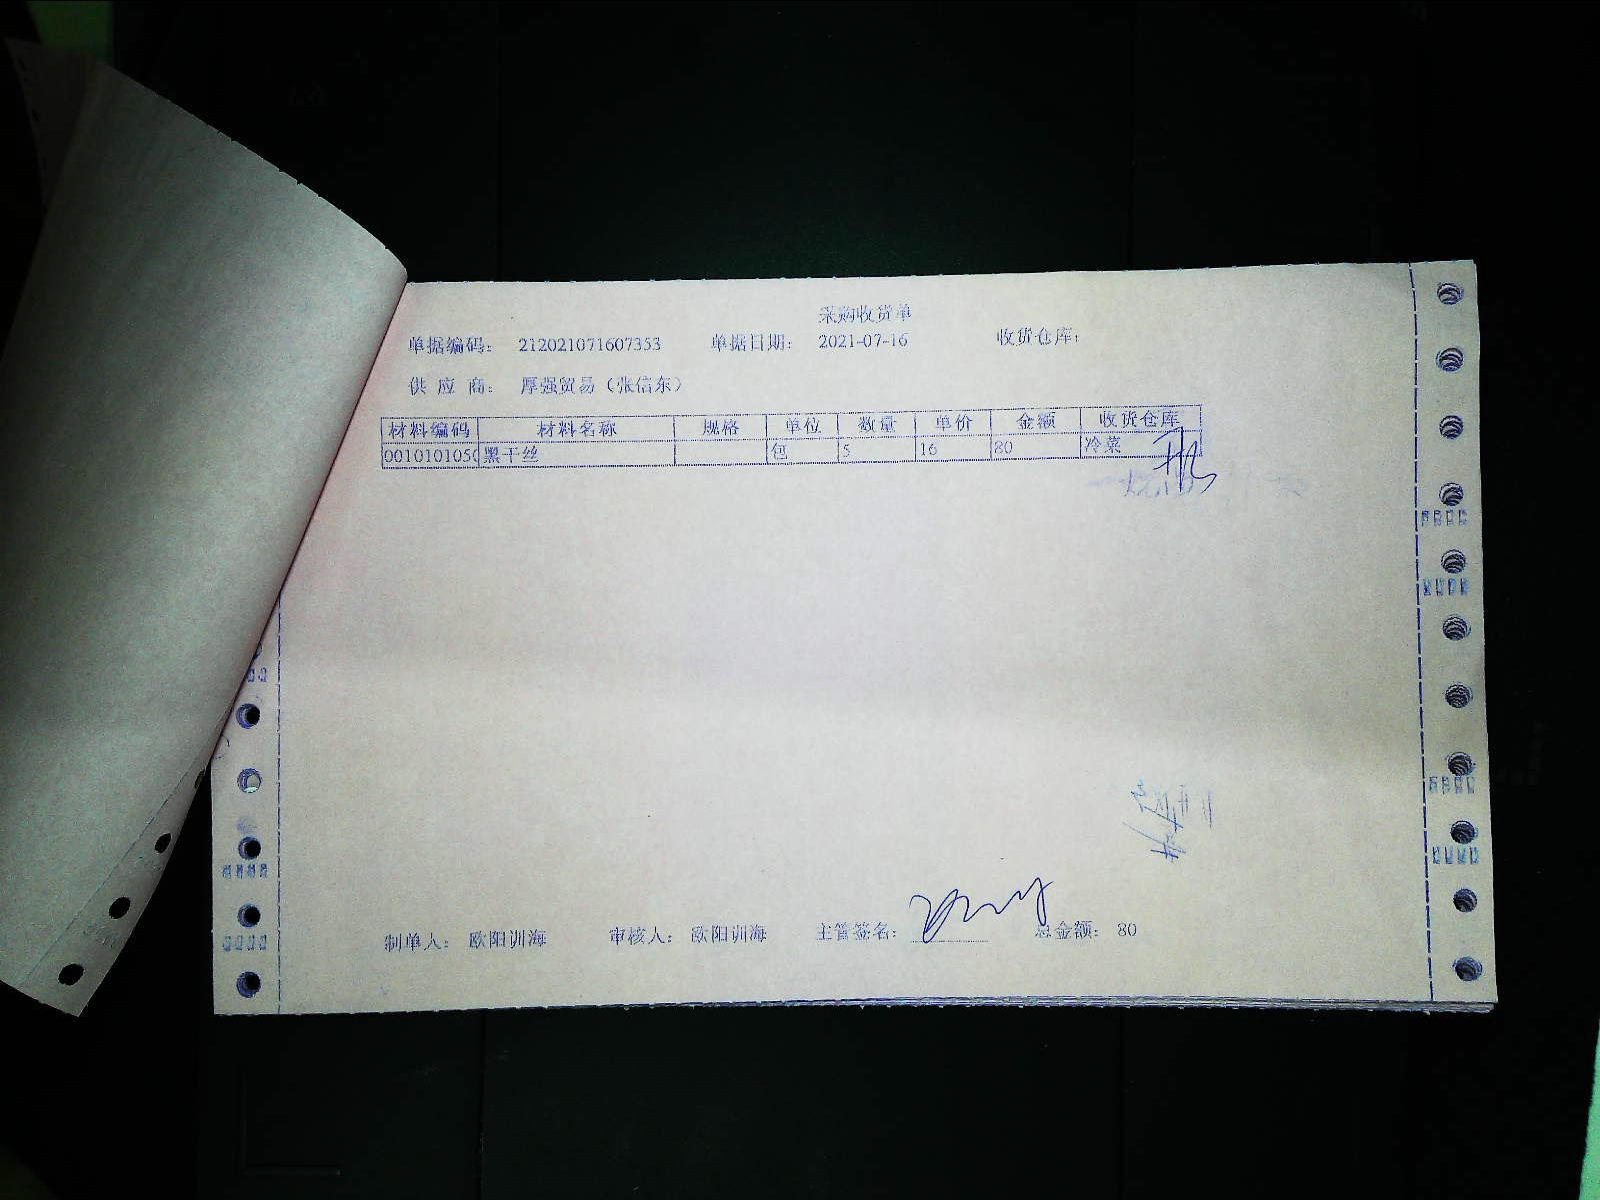 采购收货单
单据编码： 212021071607353 单据日期： 2021-07-16 收货仓库：
供 应 商： 厚强贸易（张信东）
材料编码 材料名称 规格 单位 数量 单价 金额 收货仓库
0010101050 黑干丝 包 5 16 80 冷菜
制单人： 欧阳训海 审核人： 欧阳训海 主管签名： 总金额： 80